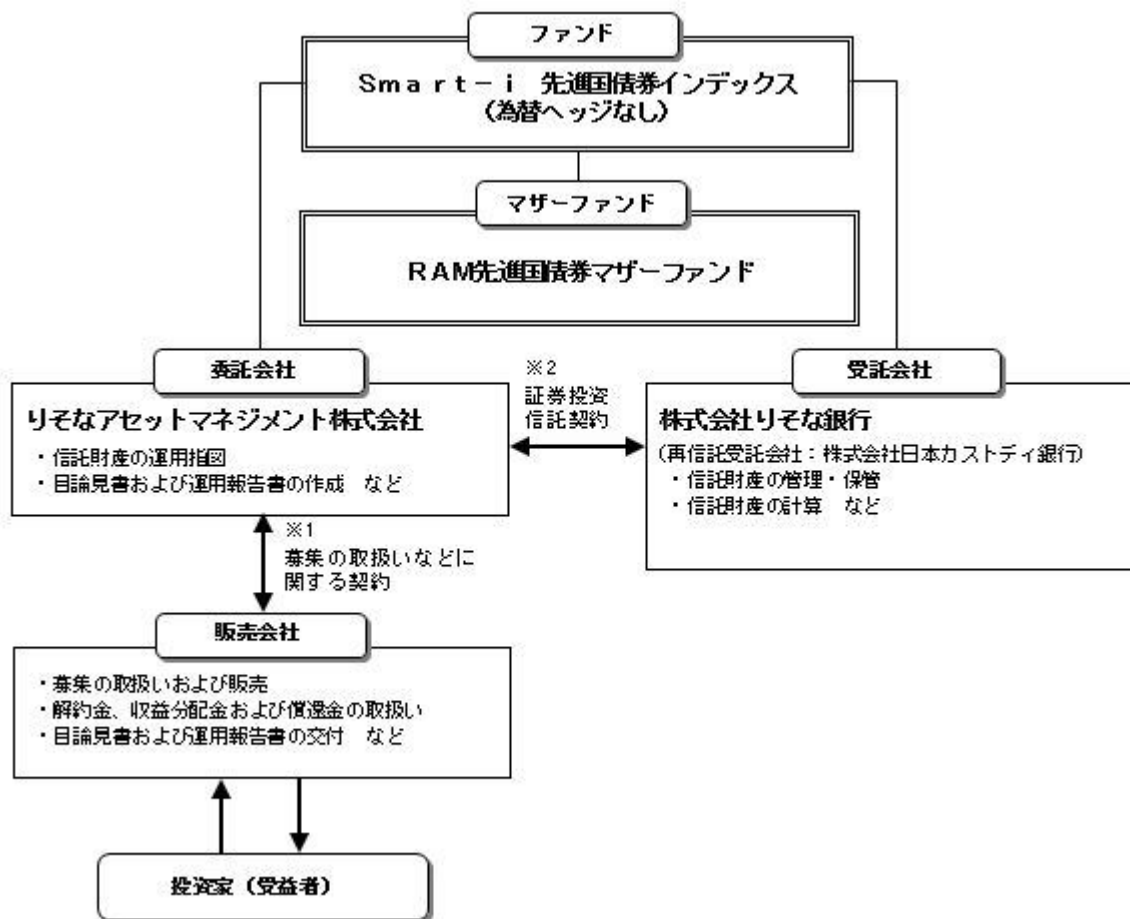 ファンド
Smart-i 先進国債券インデックス
(為替ヘッジなし)
マザーファンド
RAM先進国債券マザーファンド
委託会社
りそなアセットマネジメント株式会社
・信託財産の運用指図
・目論見書および運用報告書の作成 など
※2
証券投資
信託契約
受託会社
株式会社りそな銀行
(再信託受託会社:株式会社日本カストディ銀行)
・信託財産の管理・保管
・信託財産の計算 など
※1
募集の取扱いなどに
関する契約
販売会社
・募集の取扱いおよび販売
・解約金、収益分配金および償還金の取扱い
・目論見書および運用報告書の交付 など
投資家(受益者)